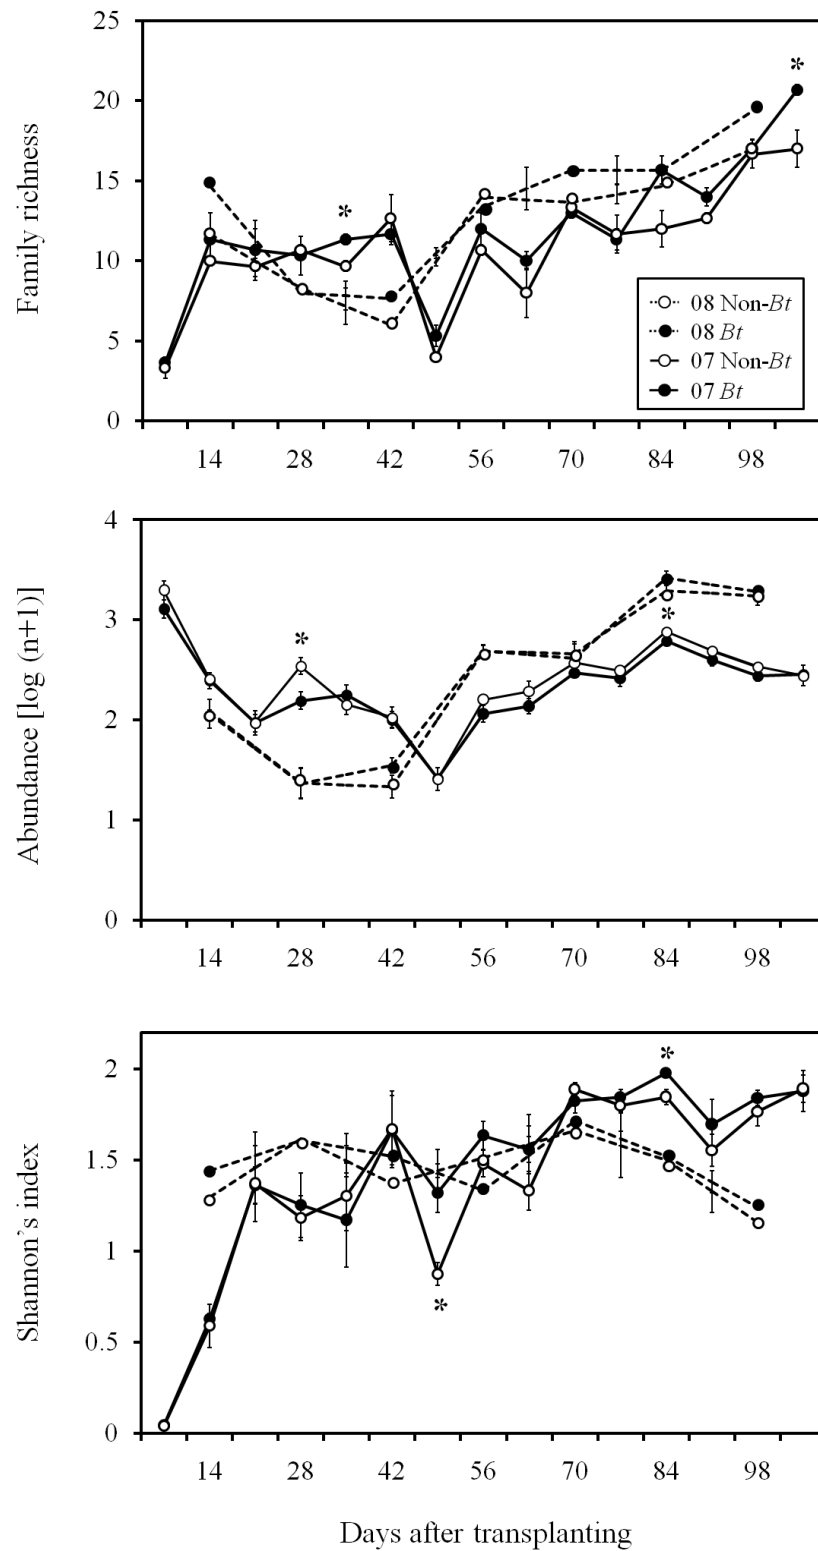 25
20
15
10
5
0
Family richness
*
*
08 Non-Bt
08 Bt
07 Non-Bt
07 Bt
14 28 42 56 70 84 98
4
3
2
1
0
Abundance [log (n+1)]
*
*
14 28 42 56 70 84 98
2
1.5
1
0.5
0
Shannon's index
*
*
14 28 42 56 70 84 98
Days after transplanting